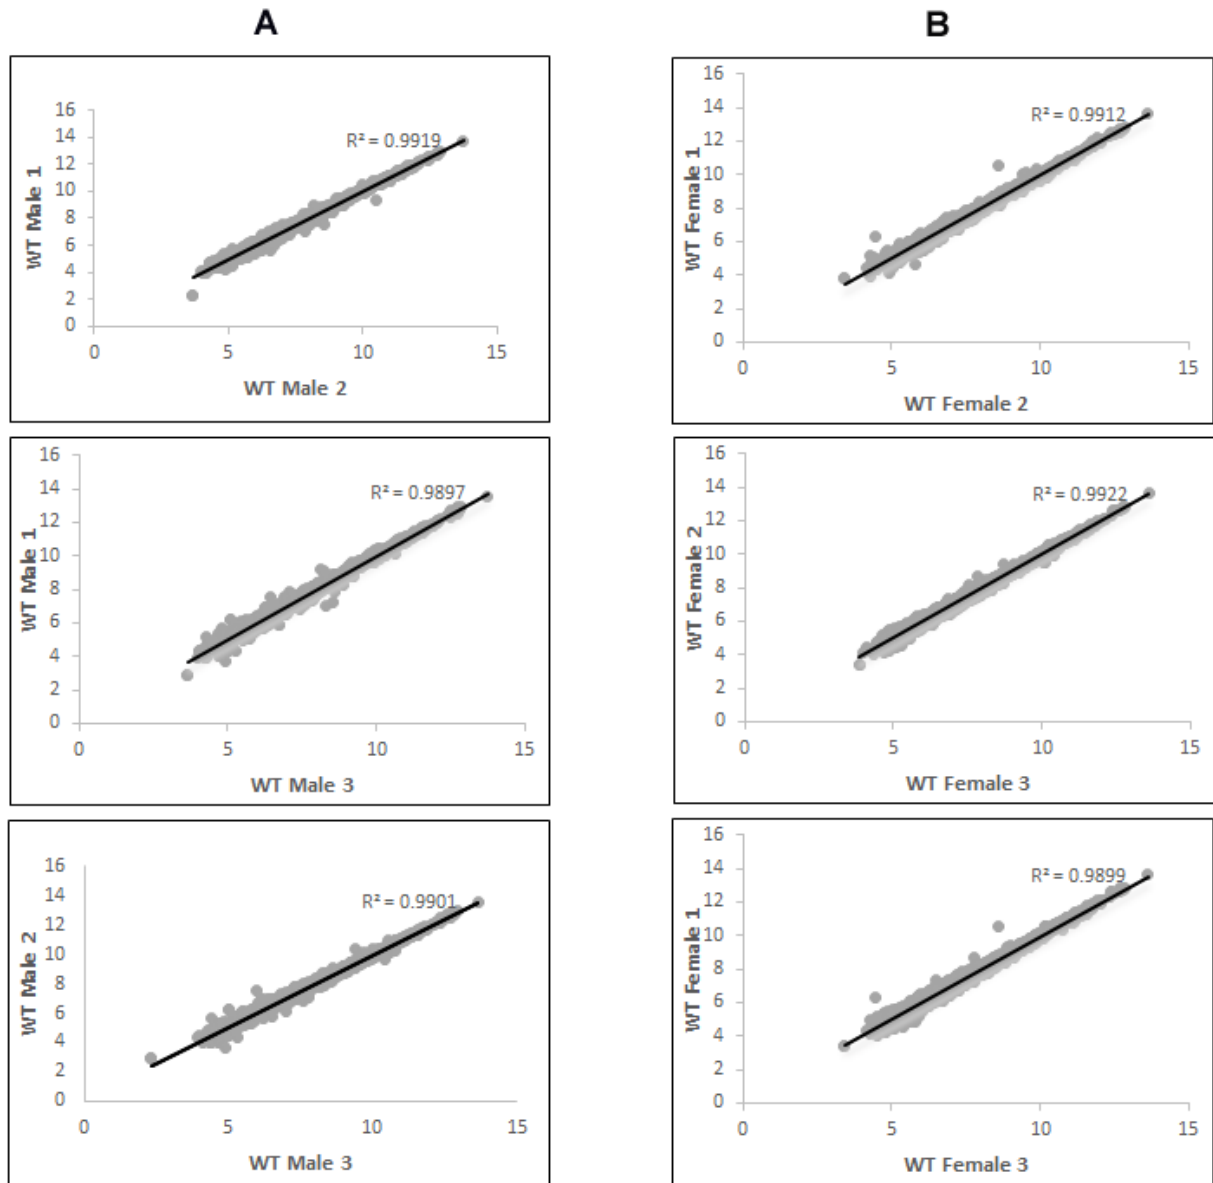 A
B
16
14
12
10
8
6
4
2
0
0 5 10 15
WT Male 1
WT Male 2
R² = 0.9919
16
14
12
10
8
6
4
2
0
0 5 10 15
WT Female 1
WT Female 2
R² = 0.9912
16
14
12
10
8
6
4
2
0
0 5 10 15
WT Male 1
WT Male 3
R² = 0.9897
16
14
12
10
8
6
4
2
0
0 5 10 15
WT Female 2
WT Female 3
R² = 0.9922
16
14
12
10
8
6
4
2
0
0 5 10 15
WT Male 2
WT Male 3
R² = 0.9901
16
14
12
10
8
6
4
2
0
0 5 10 15
WT Female 1
WT Female 3
R² = 0.9899